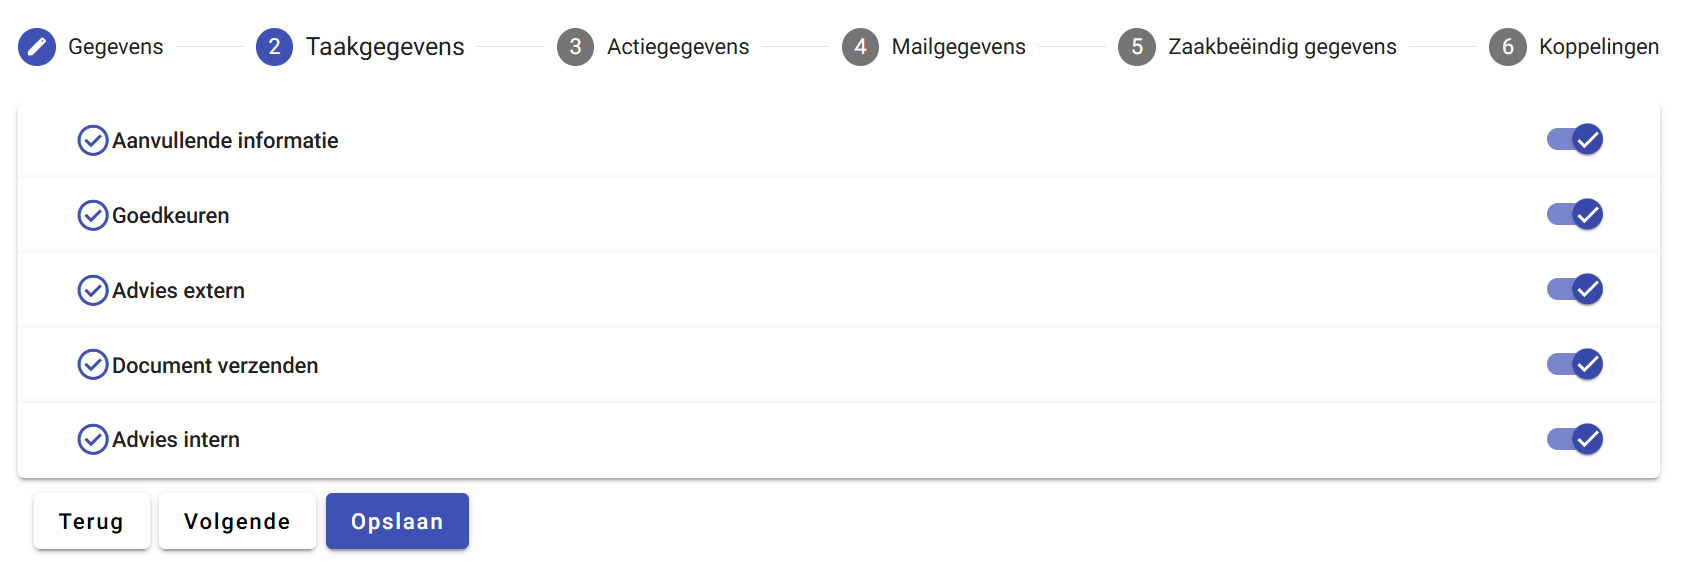 Gegevens 2 Taakgegevens 3 Actiegegevens 4 Mailgegevens 5 Zaakbeëindig gegevens 6 Koppelingen
Aanvullende informatie
Goedkeuren
Advies extern
Document verzenden
Advies intern
Terug Volgende Opslaan